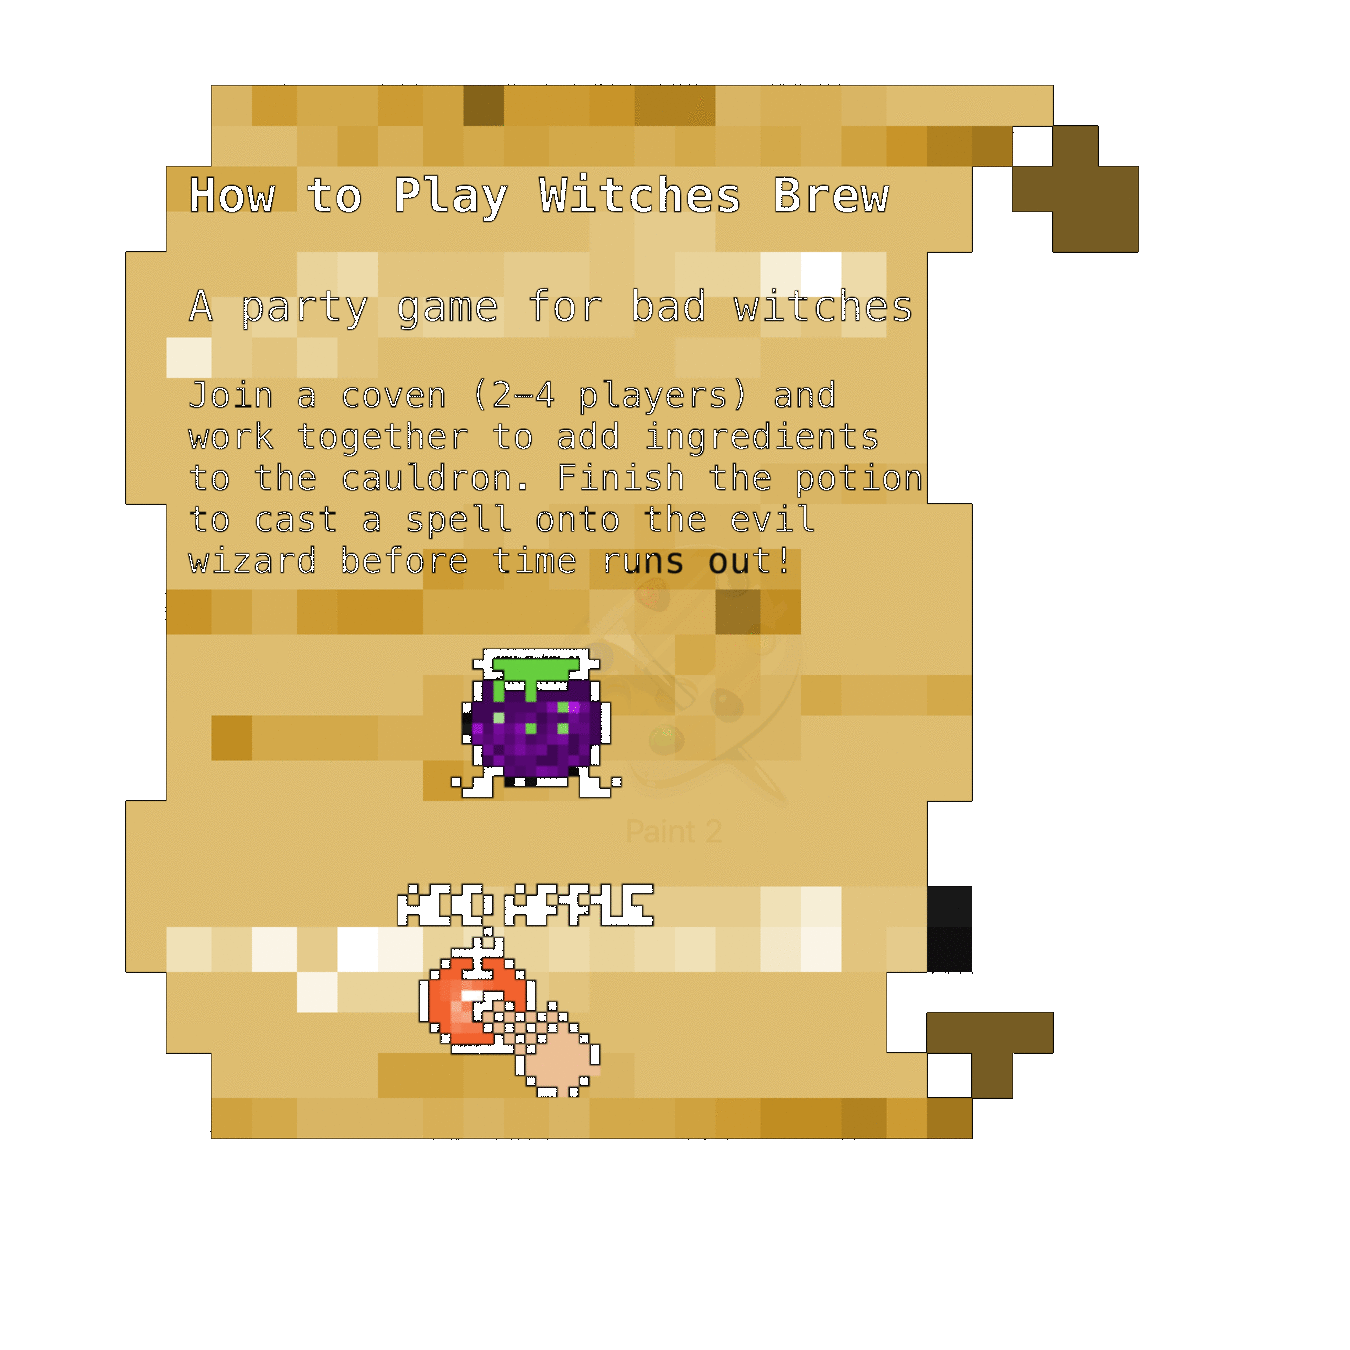 How to Play Witches Brew
A party game for bad witches
Join a coven (2-4 players) and
work together to add ingredients
to the cauldron. Finish the potion
to cast a spell onto the evil
wizard before time runs out!
Paint 2
ADD APPLE